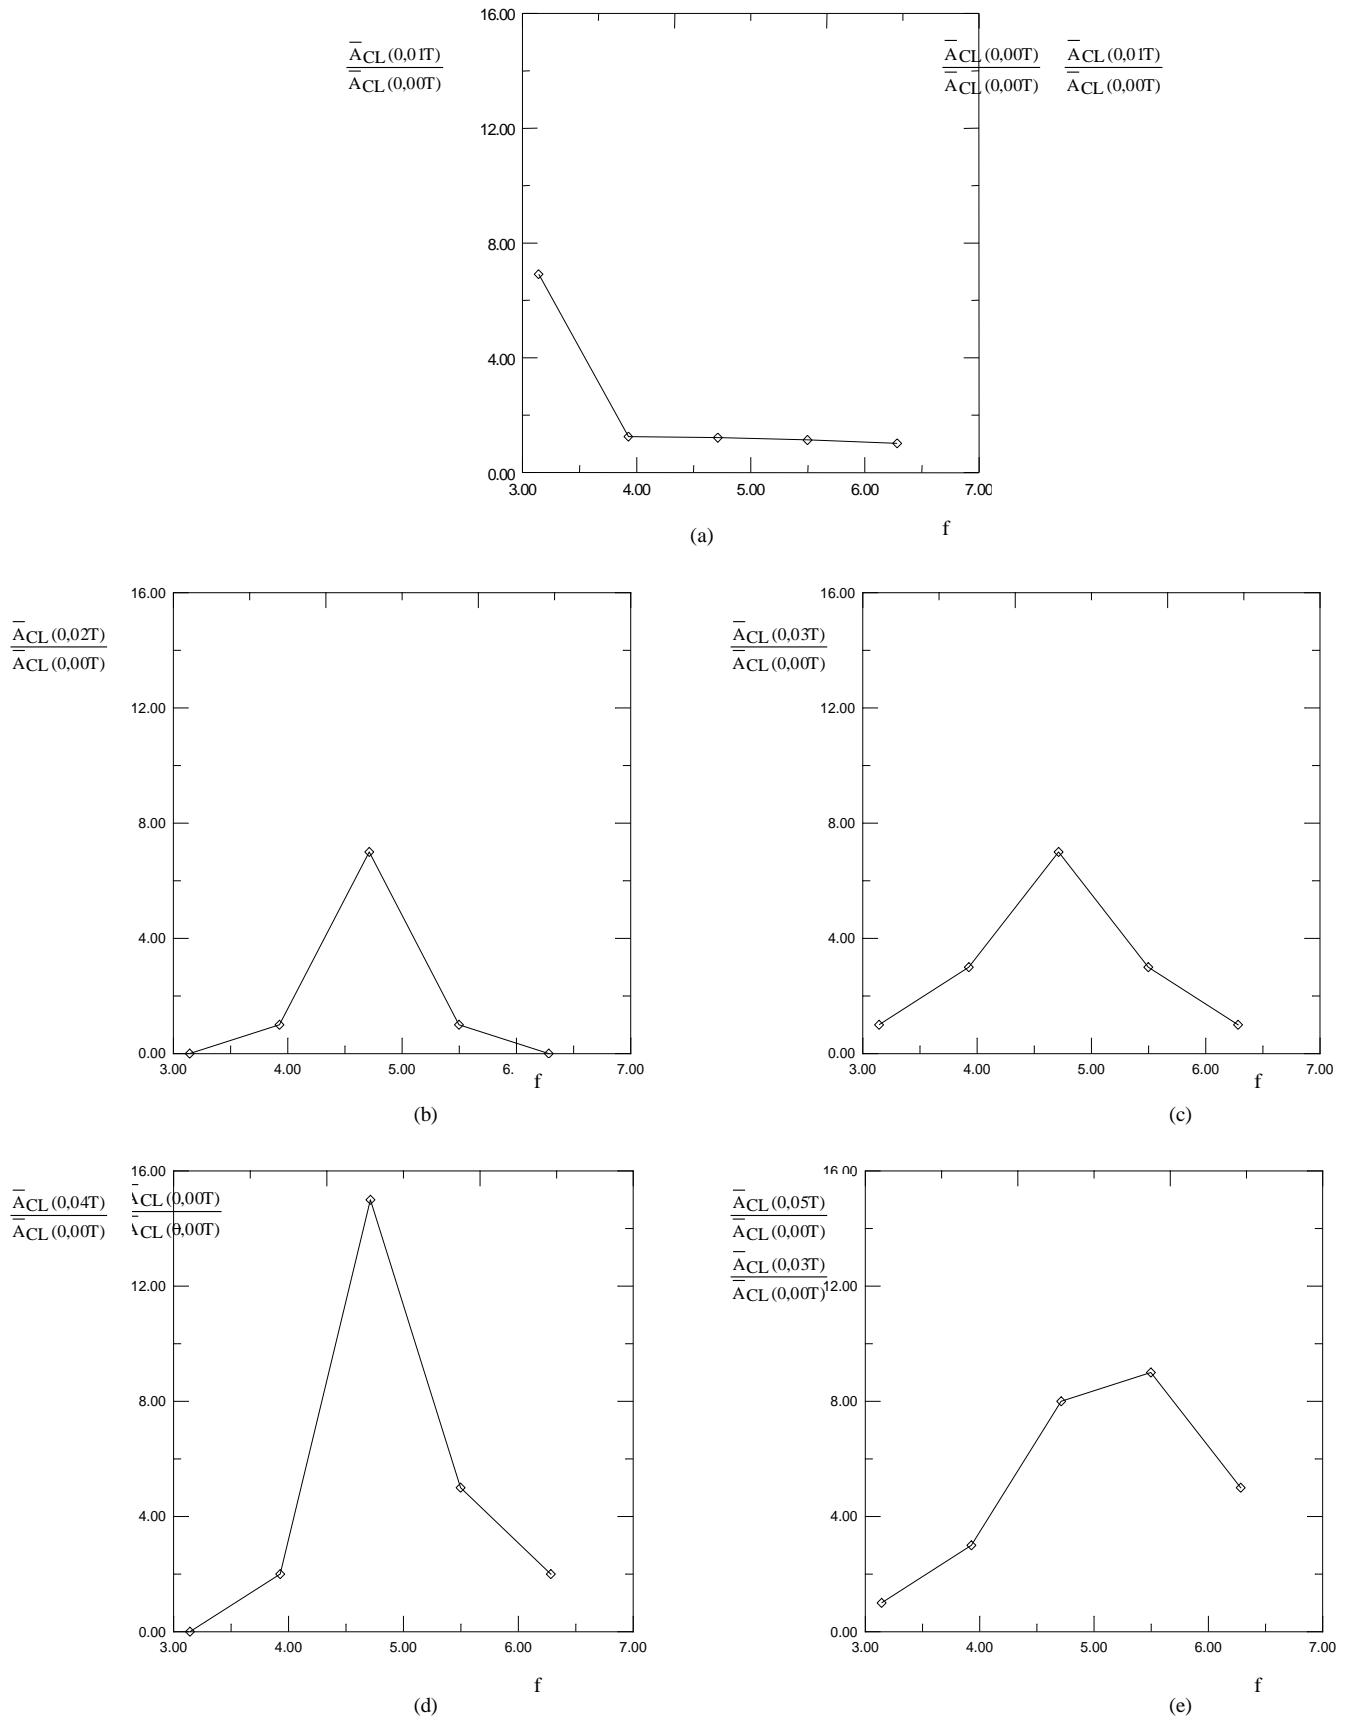 16.00
A̅CL(0,01T)
A̅CL(0,00T)
A̅CL(0,00T) A̅CL(0,01T)
A̅CL(0,00T) A̅CL(0,00T)
12.00
8.00
4.00
0.00
3.00 4.00 5.00 6.00 7.00
(a) f
16.00
A̅CL(0,02T)
A̅CL(0,00T)
12.00
8.00
4.00
0.00
3.00 4.00 5.00 6. 7.00
f
(b)
16.00
A̅CL(0,03T)
A̅CL(0,00T)
12.00
8.00
4.00
0.00
3.00 4.00 5.00 6.00 7.00
f
(c)
16.00
A̅CL(0,04T) A̅CL(0,00T)
A̅CL(0,00T) A̅CL(0,00T)
12.00
8.00
4.00
0.00
3.00 4.00 5.00 6.00 7.00
f
(d)
16.00
A̅CL(0,05T)
A̅CL(0,00T)
A̅CL(0,03T)
A̅CL(0,00T)
12.00
8.00
4.00
0.00
3.00 4.00 5.00 6.00 7.00
f
(e)